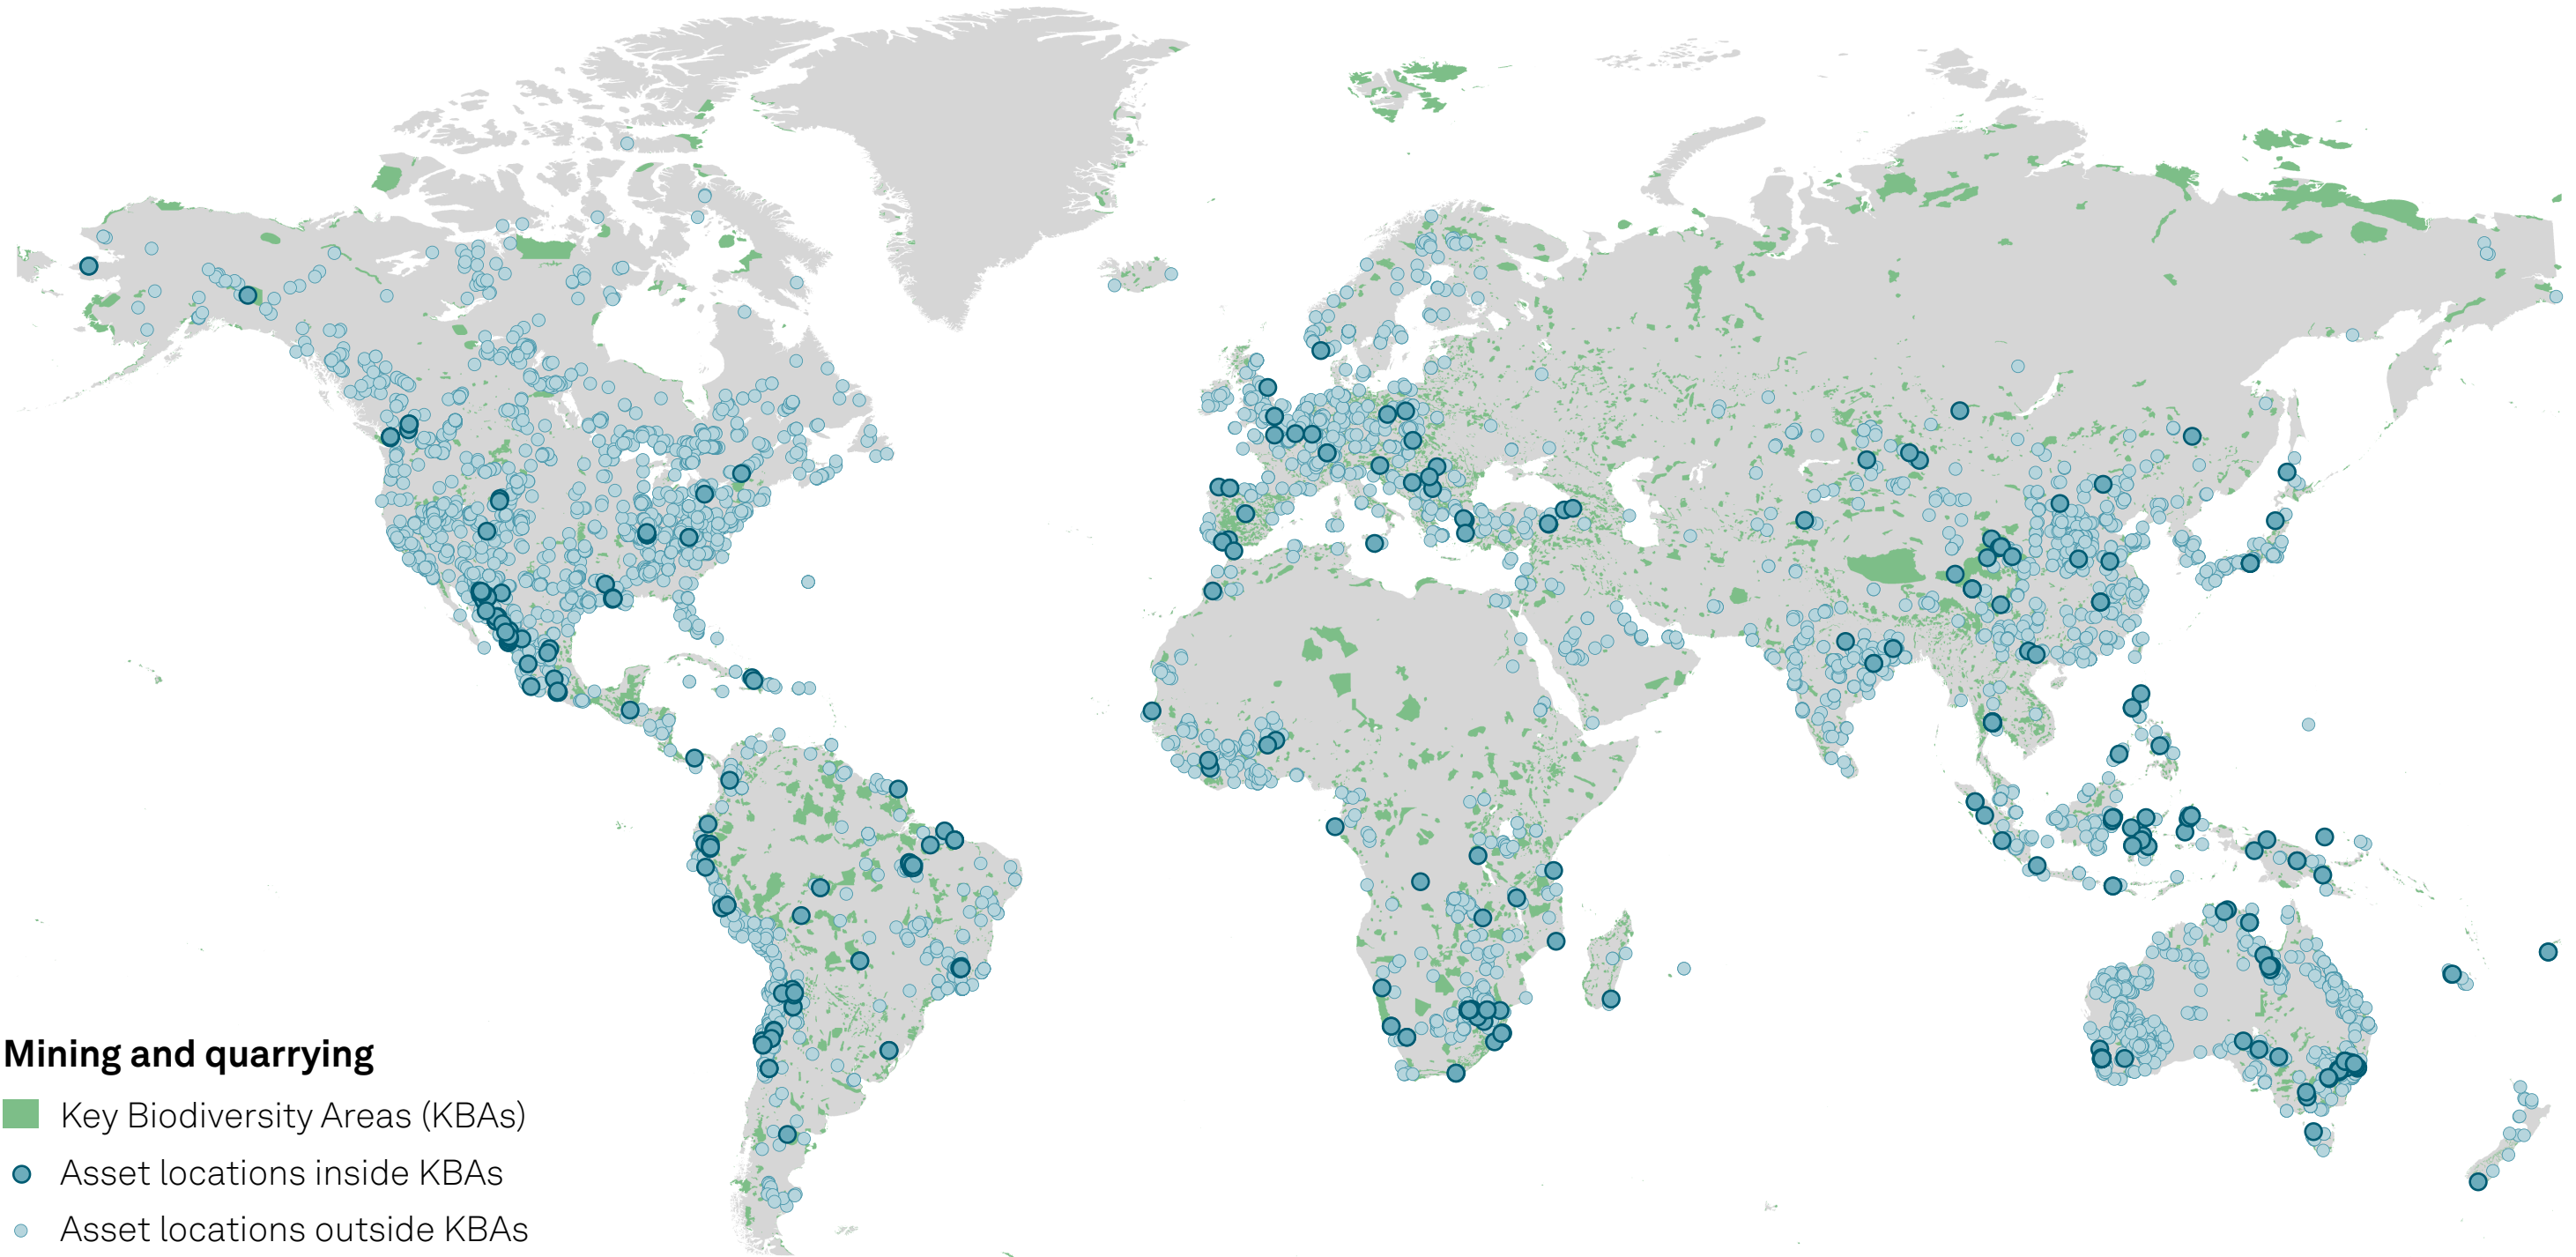 Mining and quarrying
Key Biodiversity Areas (KBAs)
Asset locations inside KBAs
Asset locations outside KBAs